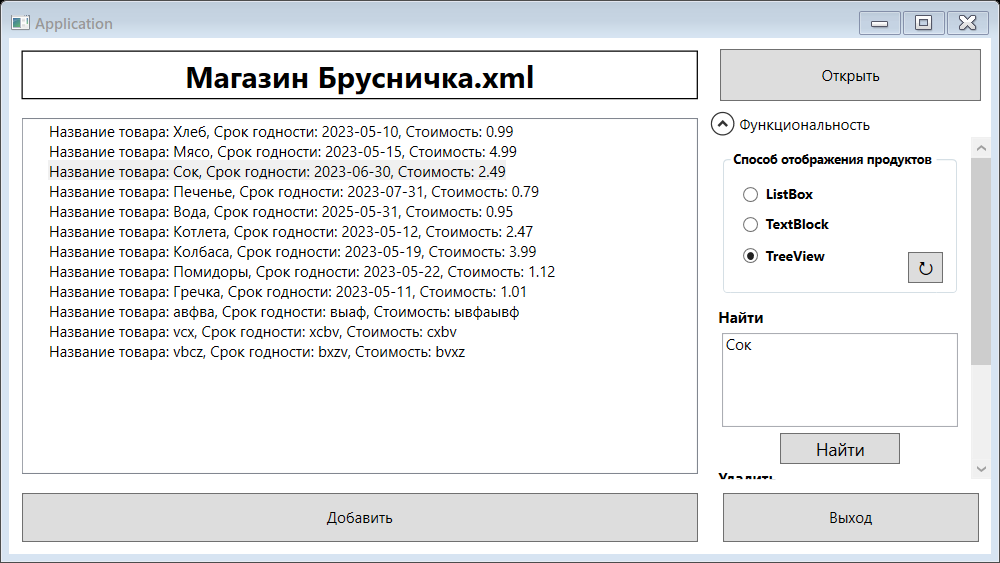 Application
Магазин Брусничка.xml
Открыть
Функциональность
Название товара: Хлеб, Срок годности: 2023-05-10, Стоимость: 0.99
Название товара: Мясо, Срок годности: 2023-05-15, Стоимость: 4.99
Название товара: Сок, Срок годности: 2023-06-30, Стоимость: 2.49
Название товара: Печенье, Срок годности: 2023-07-31, Стоимость: 0.79
Название товара: Вода, Срок годности: 2025-05-31, Стоимость: 0.95
Название товара: Котлета, Срок годности: 2023-05-12, Стоимость: 2.47
Название товара: Колбаса, Срок годности: 2023-05-19, Стоимость: 3.99
Название товара: Помидоры, Срок годности: 2023-05-22, Стоимость: 1.12
Название товара: Гречка, Срок годности: 2023-05-11, Стоимость: 1.01
Название товара: авфва, Срок годности: выаф, Стоимость: ывфаывф
Название товара: vcx, Срок годности: xcbv, Стоимость: cxbv
Название товара: vbcz, Срок годности: bxzv, Стоимость: bvxz
Способ отображения продуктов
ListBox
TextBlock
TreeView
Найти
Сок
Найти
Удалить
Добавить
Выход